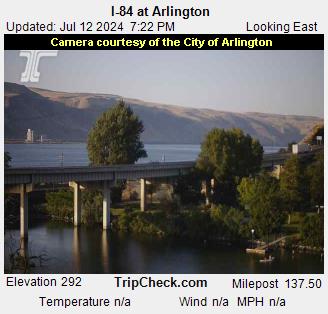 I-84 at Arlington
Updated: Jul 12 2024 7:22 PM Looking East
Camera courtesy of the City of Arlington
Elevation 292 TripCheck.com Milepost 137.50
Temperature n/a Wind n/a MPH n/a